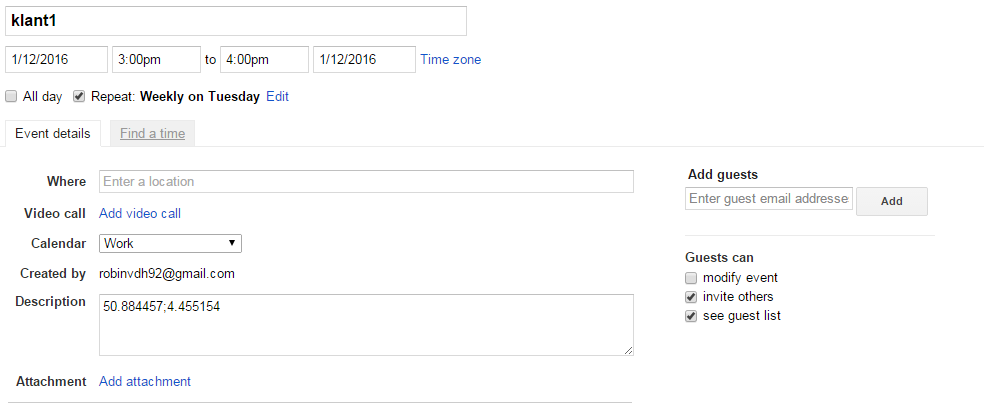 klant1
1/12/2016 3:00pm to 4:00pm 1/12/2016 Time zone
All day Repeat: Weekly on Tuesday Edit
Event details Find a time
Where Enter a location
Video call Add video call
Calendar Work
Created by robinvdh92@gmail.com
Description 50.884457;4.455154
Attachment Add attachment
Add guests
Enter guest email addresse Add
Guests can
modify event
invite others
see guest list